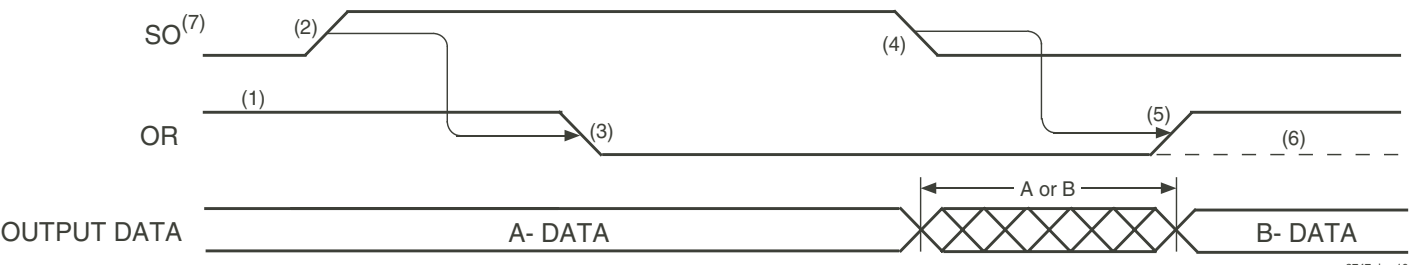 SO(7)
(2)
(4)
(1)
OR
(3)
(5)
(6)
A or B
OUTPUT DATA
A- DATA
B- DATA